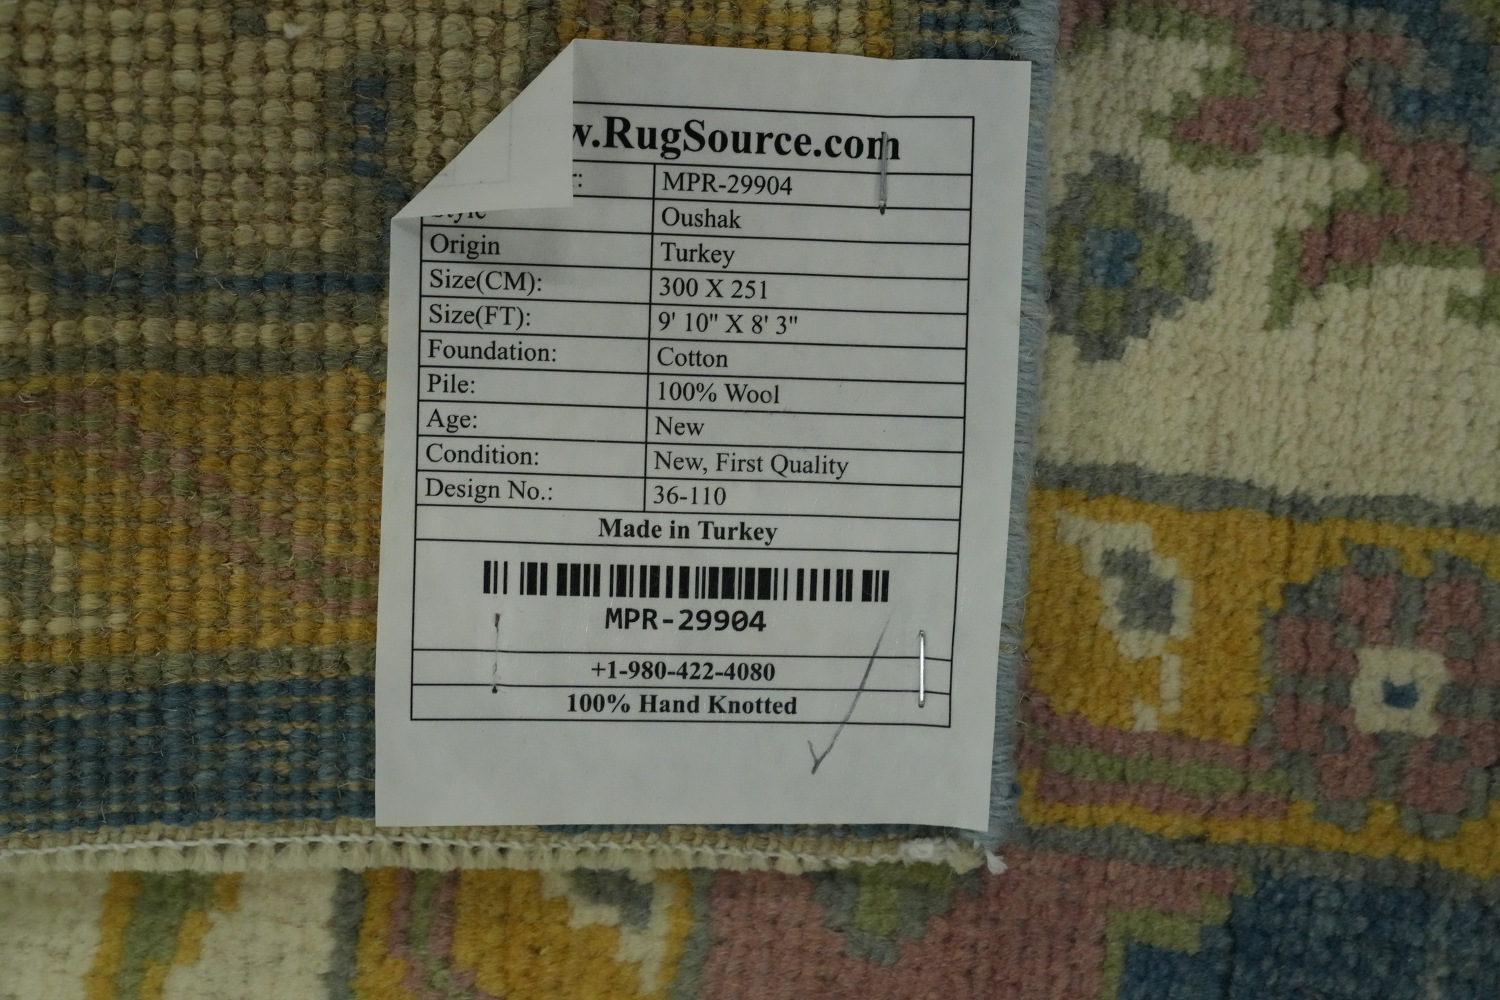 w.RugSource.com
r: MPR-29904
Style Oushak
Origin Turkey
Size(CM): 300 X 251
Size(FT): 9' 10" X 8' 3"
Foundation: Cotton
Pile: 100% Wool
Age: New
Condition: New, First Quality
Design No.: 36-110
Made in Turkey
MPR-29904
+1-980-422-4080
100% Hand Knotted